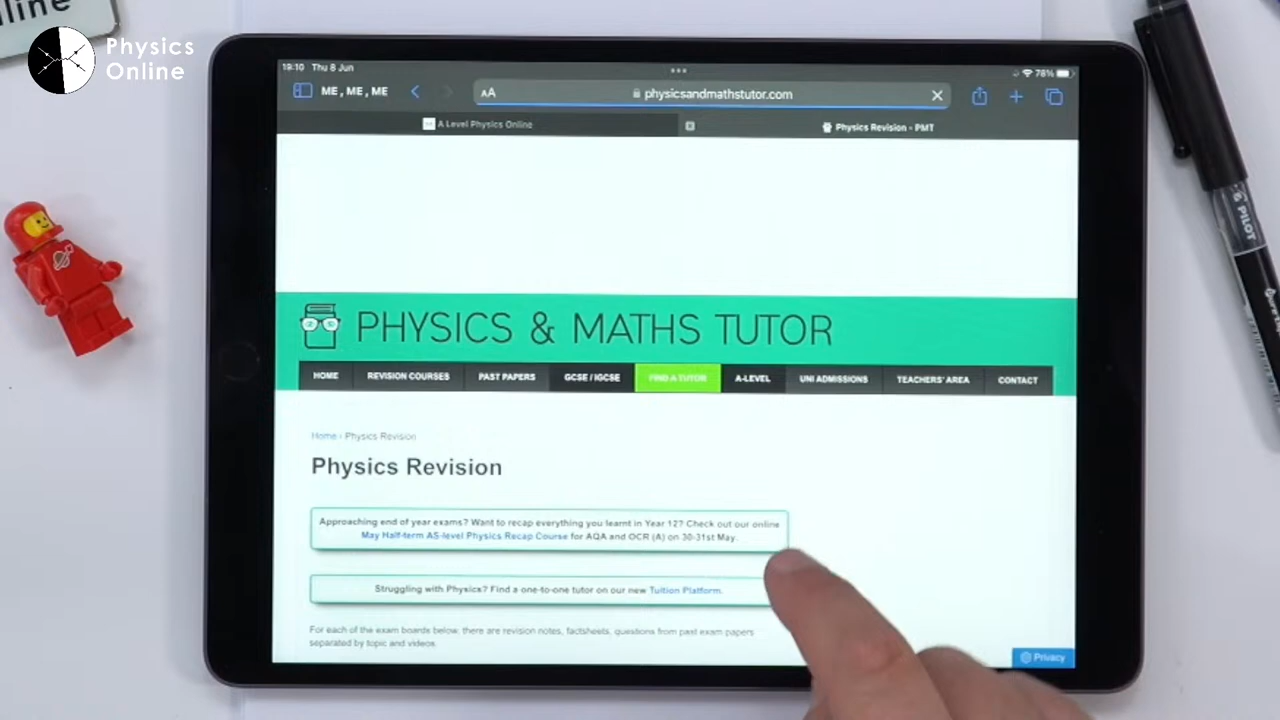 nline
Physics
Online
19:10 Thu 8 Jun
78%
ME, ME, ME
AA
physicsandmathstutor.com
A Level Physics Online
Physics Revision - PMT
PHYSICS & MATHS TUTOR
HOME REVISION COURSES PAST PAPERS GCSE / IGCSE FIND A TUTOR A-LEVEL UNI ADMISSIONS TEACHERS' AREA CONTACT
Home › Physics Revision
Physics Revision
Approaching end of year exams? Want to recap everything you learnt in Year 12? Check out our online
May Half-term AS-level Physics Recap Course for AQA and OCR (A) on 30-31st May.
Struggling with Physics? Find a one-to-one tutor on our new Tuition Platform.
For each of the exam boards below, there are revision notes, factsheets, questions from past exam papers
separated by topic and videos.
Privacy
PILOT